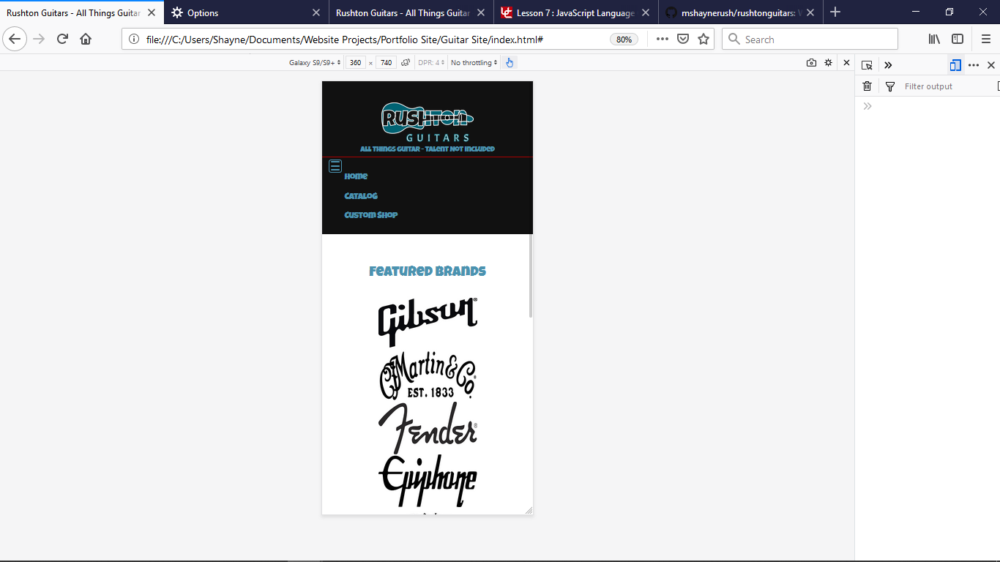 Rushton Guitars - All Things Guitar
Options
Rushton Guitars - All Things Guitar
Lesson 7 : JavaScript Language
mshaynerush/rushtonguitars: W
file:///C:/Users/Shayne/Documents/Website Projects/Portfolio Site/Guitar Site/index.html#
80%
Search
Galaxy S9/S9+
360 × 740
DPR: 4
No throttling
Filter output
RUSHTON
GUITARS
All Things Guitar - Talent Not Included
Home
Catalog
Custom Shop
Featured Brands
Gibson
CF Martin & Co.
EST. 1833
Fender
Epiphone